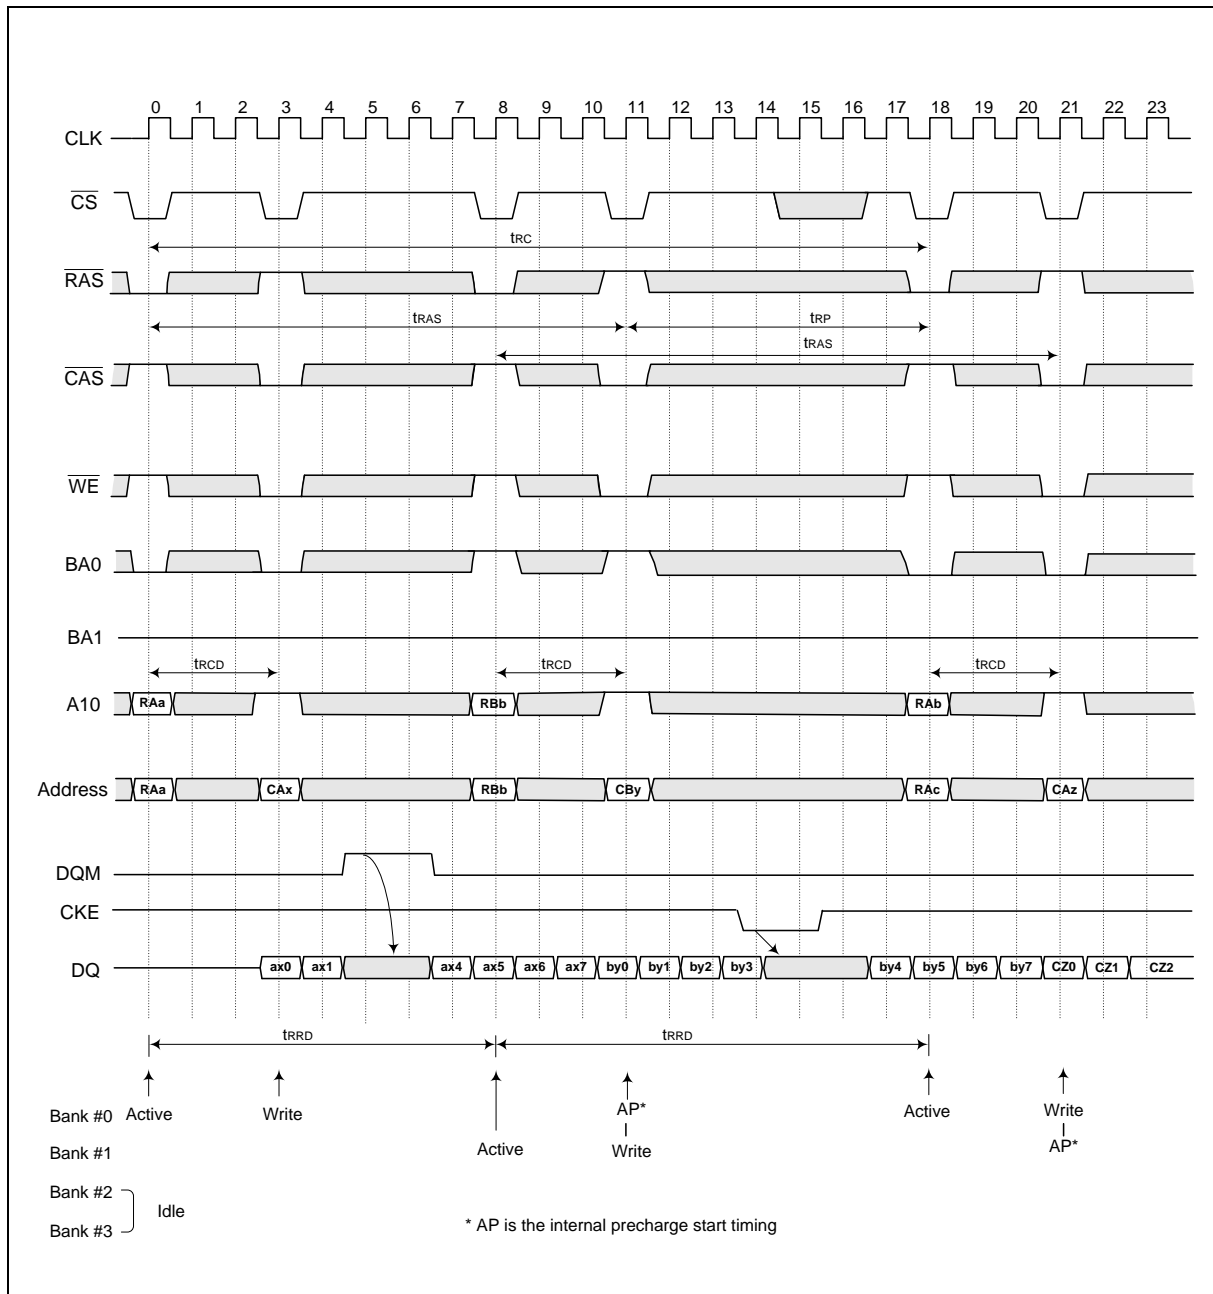 0 1 2 3 4 5 6 7 8 9 10 11 12 13 14 15 16 17 18 19 20 21 22 23
CLK
CS
tRC
RAS
tRAS tRP
tRAS
CAS
WE
BA0
BA1
tRCD tRCD tRCD
A10 RAa RBb RAb
Address RAa CAx RBb CBy RAc CAz
DQM
CKE
DQ ax0 ax1 ax4 ax5 ax6 ax7 by0 by1 by2 by3 by4 by5 by6 by7 CZ0 CZ1 CZ2
tRRD tRRD
Bank #0 Active Write AP* Active Write
Bank #1 Active Write AP*
Bank #2
Idle
Bank #3
* AP is the internal precharge start timing